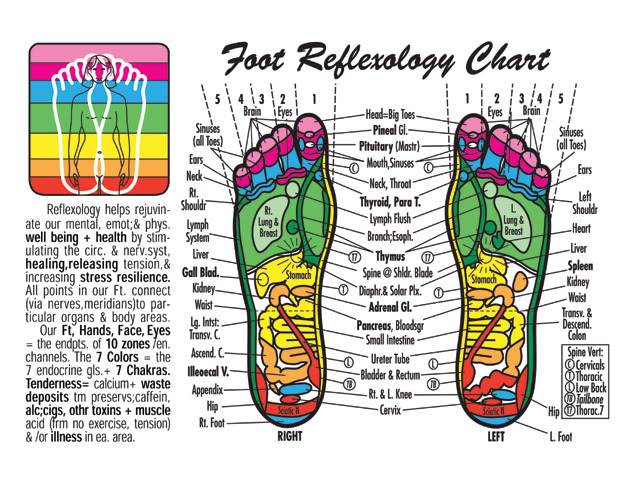 Foot Reflexology Chart
Reflexology helps rejuvin-
ate our mental, emot;& phys.
well being + health by stim-
ulating the circ. & nerv.syst,
healing,releasing tension,&
increasing stress resilience.
All points in our Ft. connect
(via nerves,meridians)to par-
ticular organs & body areas.
Our Ft, Hands, Face, Eyes
= the endpts. of 10 zones /en.
channels. The 7 Colors = the
7 endocrine gls.+ 7 Chakras.
Tenderness= calcium+ waste
deposits tm preservs;caffein,
alc;cigs, othr toxins + muscle
acid (frm no exercise, tension)
& /or illness in ea. area.
5 4 3 2 1
Brain
Eyes
Sinuses
(all Toes)
Ears
Neck
Rt.
Shouldr
Lymph
System
Liver
Gall Blad.
Kidney
Waist
Lg. Intst:
Transv. C.
Ascend. C.
Illeocecal V.
Appendix
Hip
Rt. Foot
Rt.
Lung &
Breast
Stomach
Sciatic N
RIGHT
Head=Big Toes
Pineal Gl.
Pituitary (Mastr)
Mouth,Sinuses
C
C
Neck, Throat
Thyroid, Para T.
Lymph Flush
Bronch;Esoph.
Thymus
T7
T7
Spine @ Shldr. Blade
Diaphr.& Solar Plx.
T
T
Adrenal Gl.
Pancreas, Bloodsgr
Small Intestine
Ureter Tube
L
L
Bladder & Rectum
TB
TB
Rt. & L. Knee
Cervix
1 2 3 4 5
Eyes
Brain
Sinuses
(all Toes)
Ears
Left
Shouldr
Heart
Liver
Spleen
Kidney
Waist
Transv. &
Descend.
Colon
Hip
L. Foot
L.
Lung &
Breast
Stomach
Sciatic N
LEFT
Spine Vert:
C Cervicals
T Thoracic
L Low Back
TB Tailbone
T7 Thorac.7